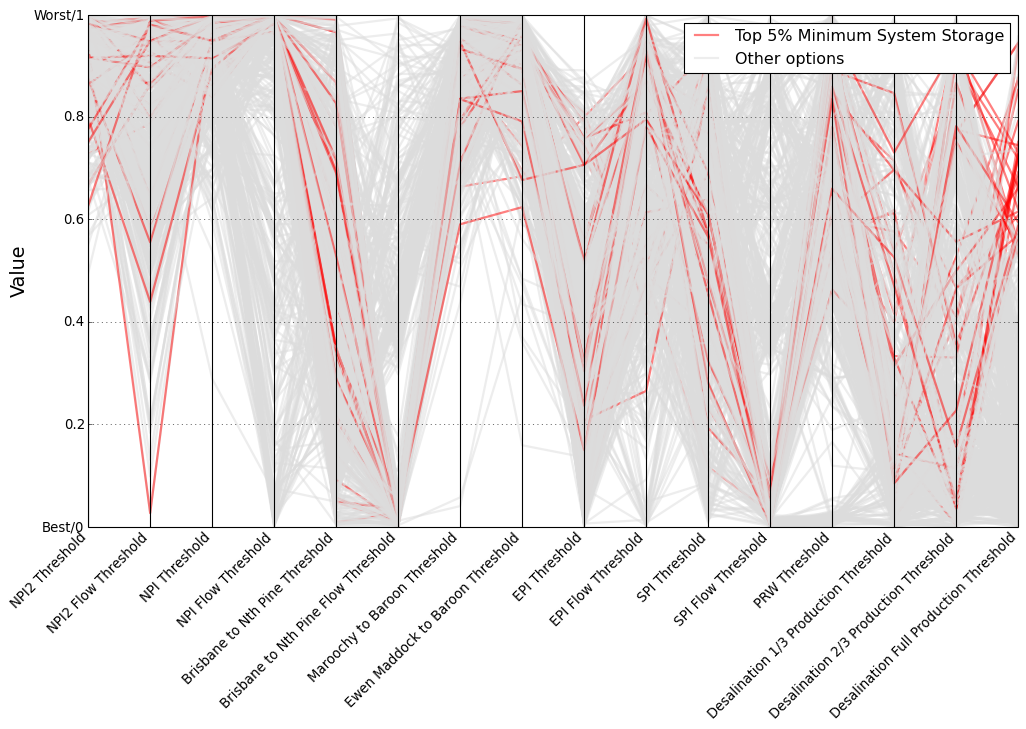 Worst/1
Top 5% Minimum System Storage
Other options
0.8
0.6
Value
0.4
0.2
Best/0
NPI2 Threshold
NPI2 Flow Threshold
NPI Threshold
NPI Flow Threshold
Brisbane to Nth Pine Threshold
Brisbane to Nth Pine Flow Threshold
Maroochy to Baroon Threshold
Ewen Maddock to Baroon Threshold
EPI Threshold
EPI Flow Threshold
SPI Threshold
SPI Flow Threshold
PRW Threshold
Desalination 1/3 Production Threshold
Desalination 2/3 Production Threshold
Desalination Full Production Threshold